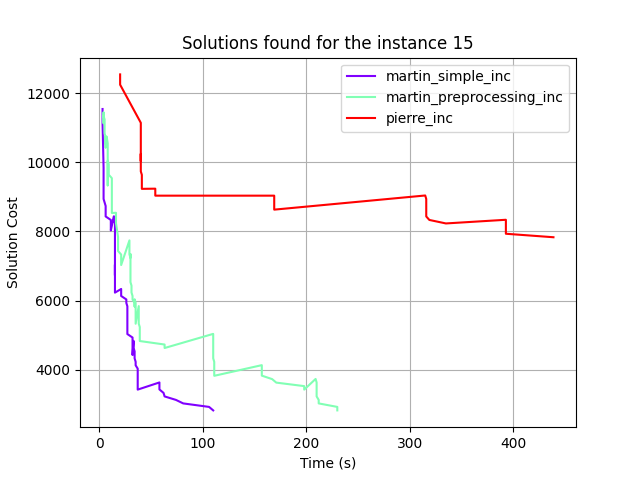 Solutions found for the instance 15
martin_simple_inc
martin_preprocessing_inc
pierre_inc
Solution Cost
12000
10000
8000
6000
4000
0 100 200 300 400
Time (s)